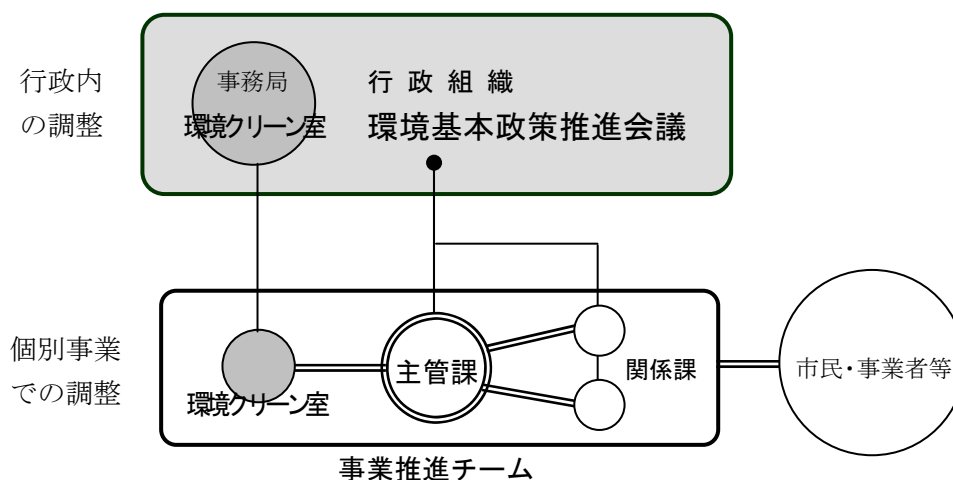 行政内
の調整
事務局
環境クリーン室
行政組織
環境基本政策推進会議
個別事業
での調整
環境クリーン室
主管課
関係課
市民・事業者等
事業推進チーム